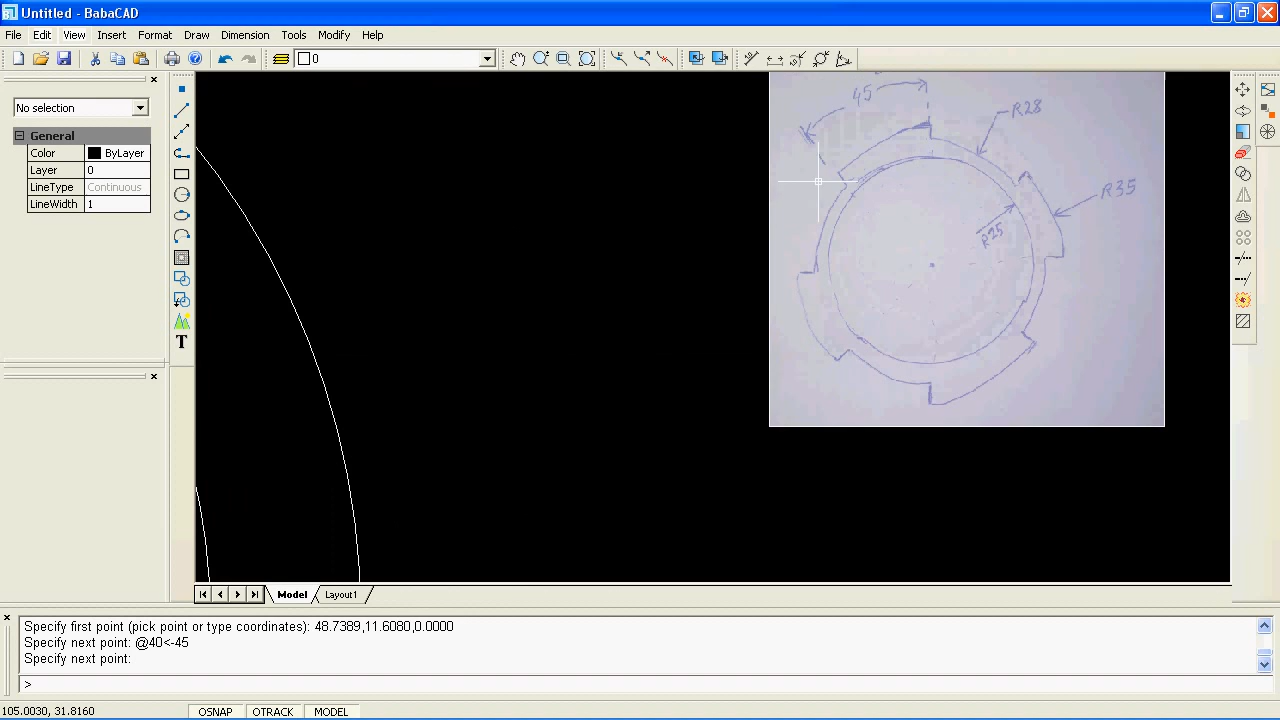 Untitled - BabaCAD
File Edit View Insert Format Draw Dimension Tools Modify Help
0
No selection
General
Color ByLayer
Layer 0
LineType Continuous
LineWidth 1
45
R28
R35
R25
T
Model Layout1
Specify first point (pick point or type coordinates): 48.7389,11.6080,0.0000
Specify next point: @40<-45
Specify next point:
>
105.0030, 31.8160 OSNAP OTRACK MODEL